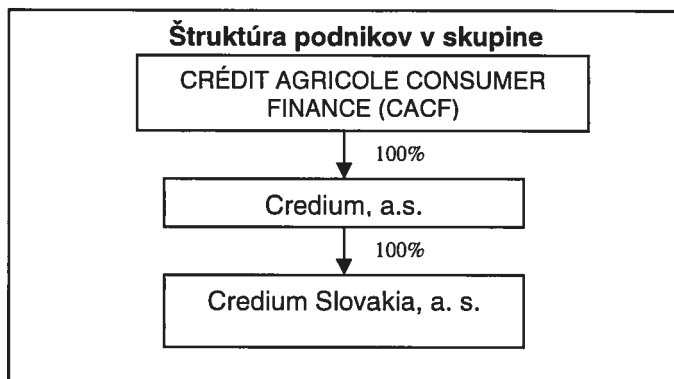 Štruktúra podnikov v skupine
CRÉDIT AGRICOLE CONSUMER
FINANCE (CACF)
100%
Credium, a.s.
100%
Credium Slovakia, a. s.